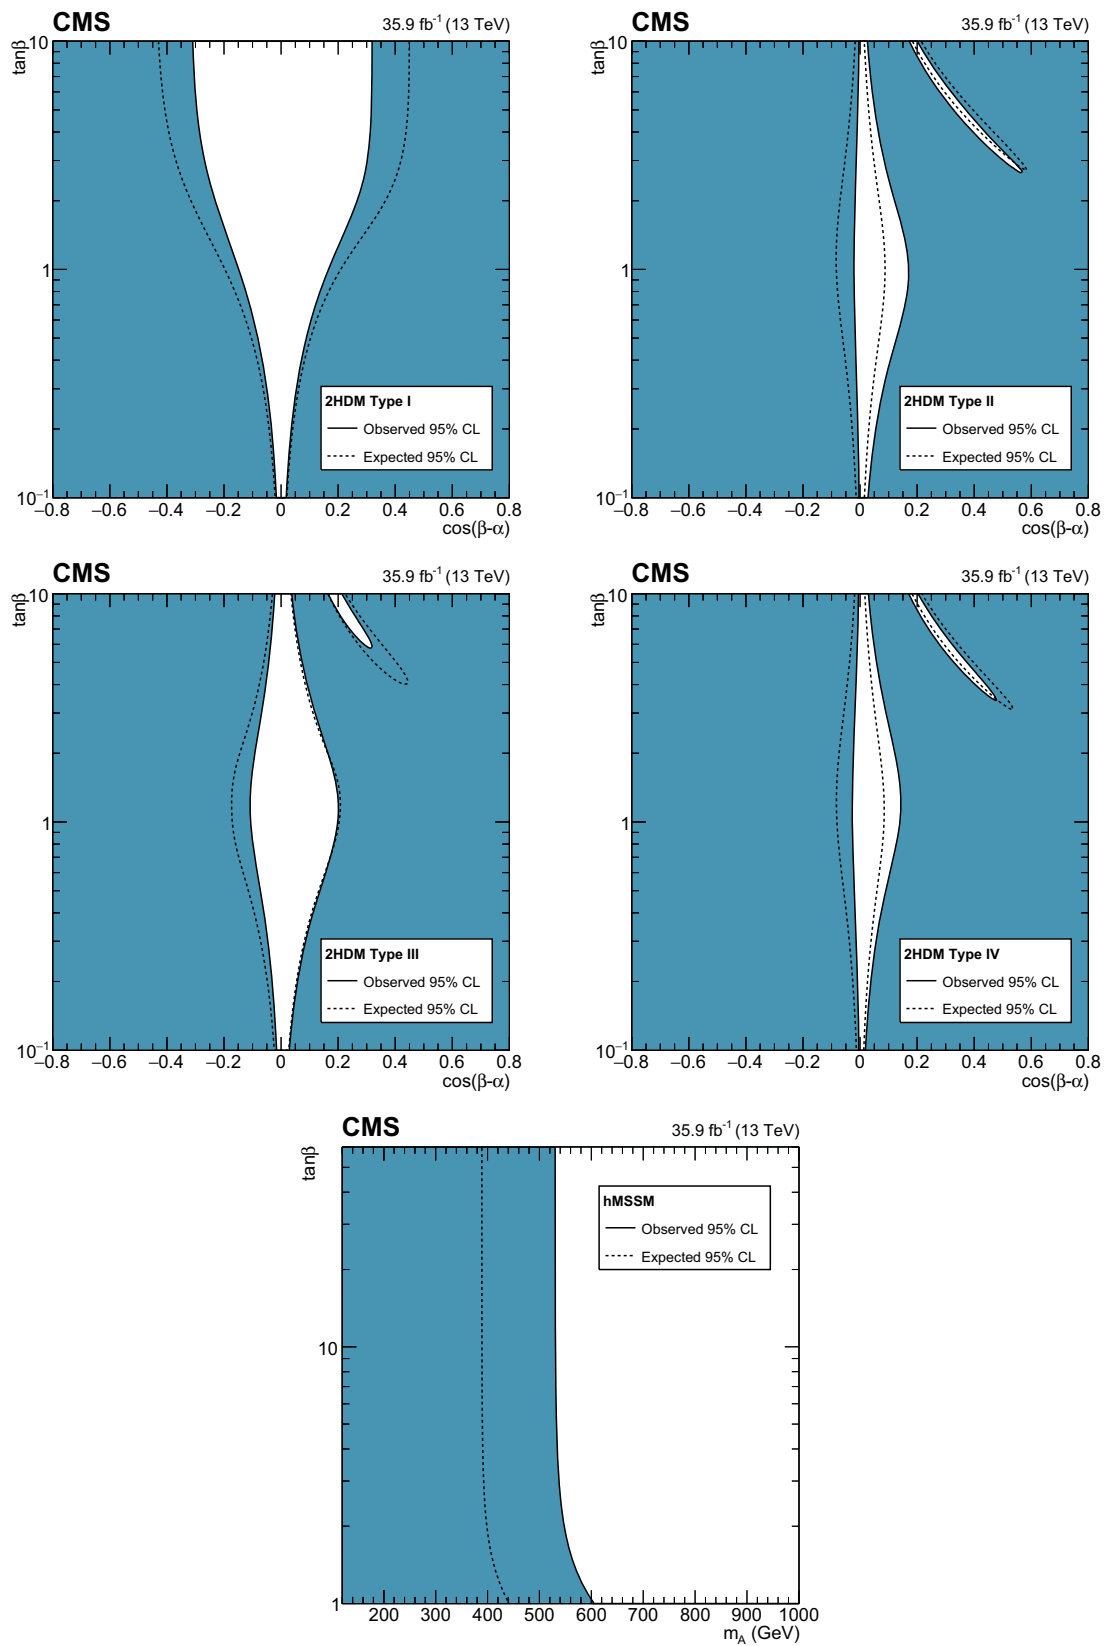 CMS 35.9 fb⁻¹ (13 TeV)
tanβ
10
1
10⁻¹
2HDM Type I
Observed 95% CL
Expected 95% CL
−0.8 −0.6 −0.4 −0.2 0 0.2 0.4 0.6 0.8
cos(β-α)
CMS 35.9 fb⁻¹ (13 TeV)
tanβ
10
1
10⁻¹
2HDM Type II
Observed 95% CL
Expected 95% CL
−0.8 −0.6 −0.4 −0.2 0 0.2 0.4 0.6 0.8
cos(β-α)
CMS 35.9 fb⁻¹ (13 TeV)
tanβ
10
1
10⁻¹
2HDM Type III
Observed 95% CL
Expected 95% CL
−0.8 −0.6 −0.4 −0.2 0 0.2 0.4 0.6 0.8
cos(β-α)
CMS 35.9 fb⁻¹ (13 TeV)
tanβ
10
1
10⁻¹
2HDM Type IV
Observed 95% CL
Expected 95% CL
−0.8 −0.6 −0.4 −0.2 0 0.2 0.4 0.6 0.8
cos(β-α)
CMS 35.9 fb⁻¹ (13 TeV)
tanβ
hMSSM
Observed 95% CL
Expected 95% CL
10
1
200 300 400 500 600 700 800 900 1000
m_A (GeV)